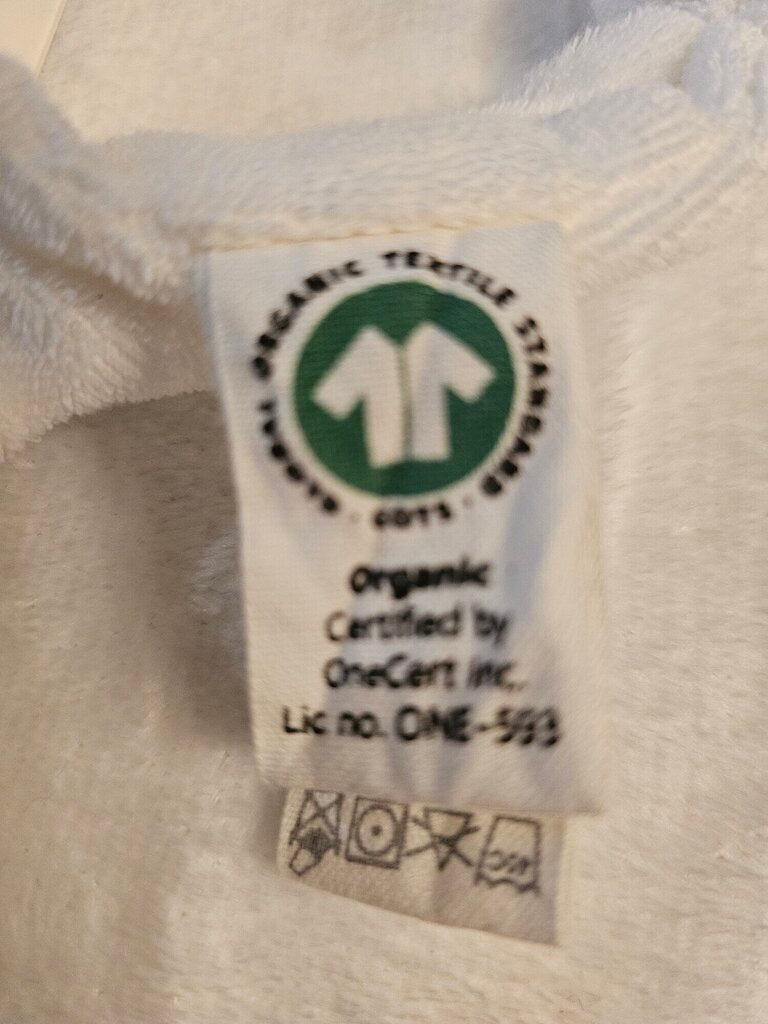 GLOBAL ORGANIC TEXTILE STANDARD · GOTS ·
Organic
Certified by
OneCert Inc.
Lic no. ONE-593